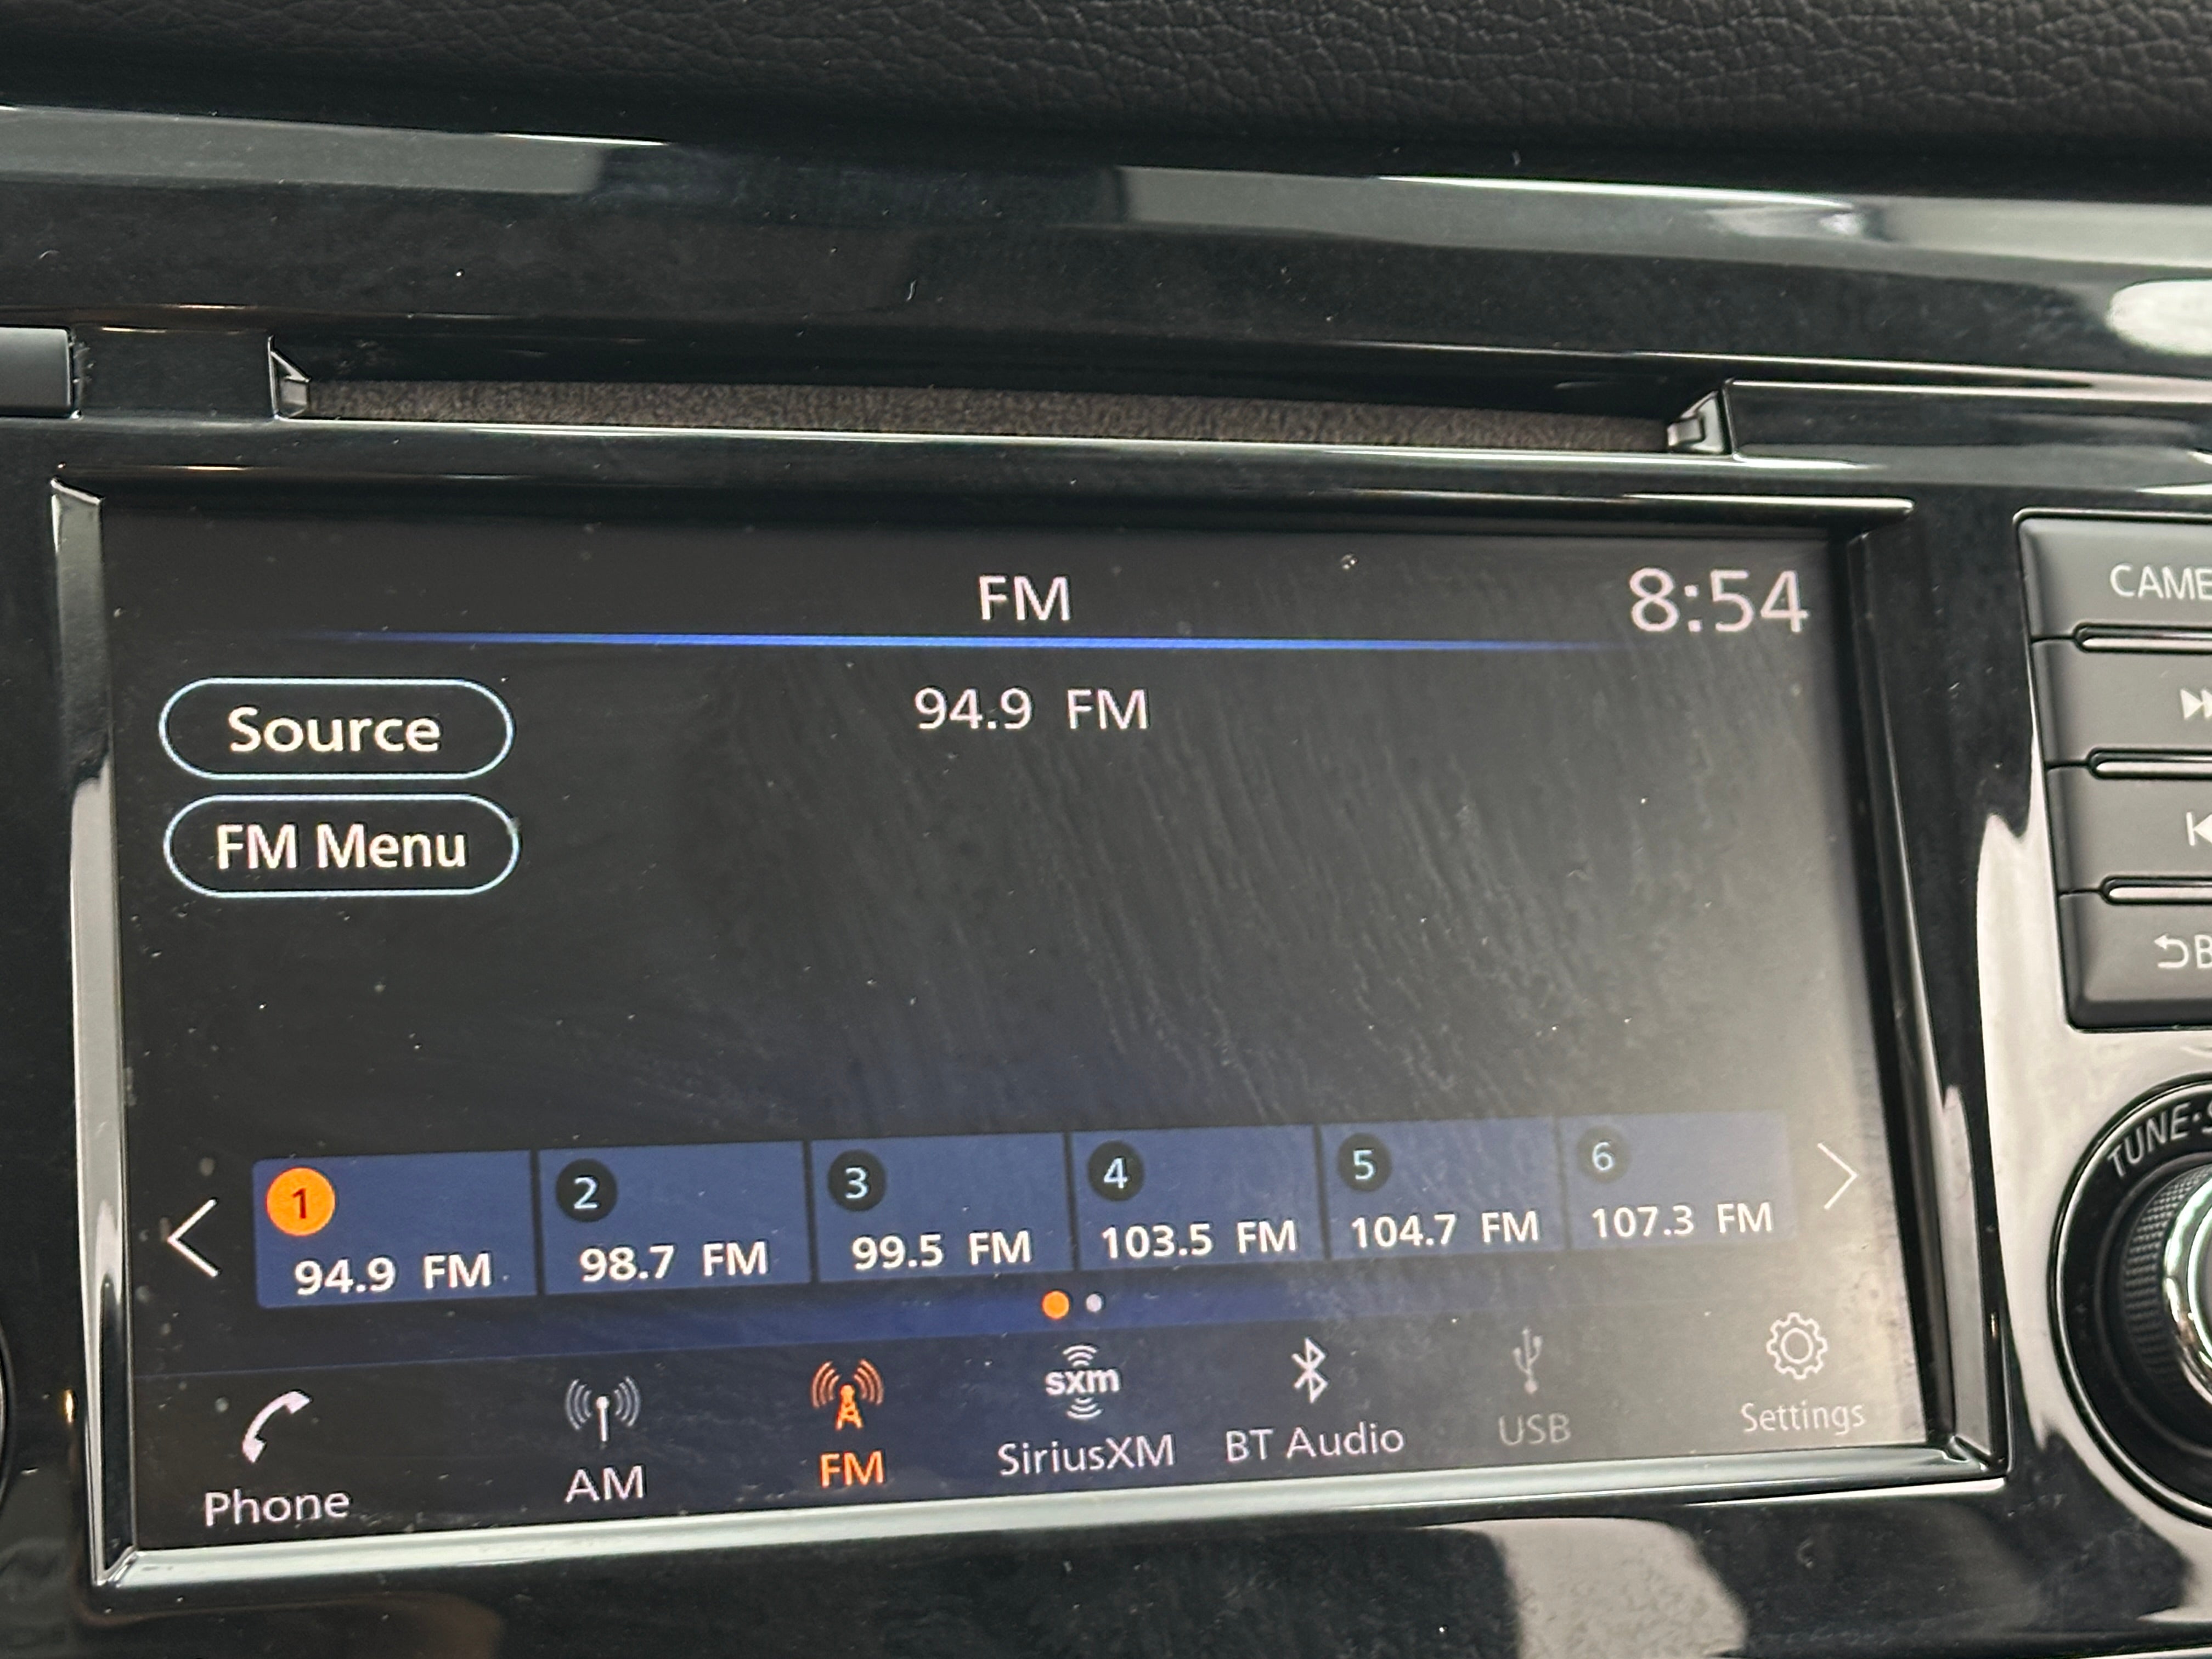 FM
8:54
94.9 FM
Source
FM Menu
1
94.9 FM
2
98.7 FM
3
99.5 FM
4
103.5 FM
5
104.7 FM
6
107.3 FM
Phone
AM
FM
sxm
SiriusXM
BT Audio
USB
Settings
CAME
B
TUNE·S